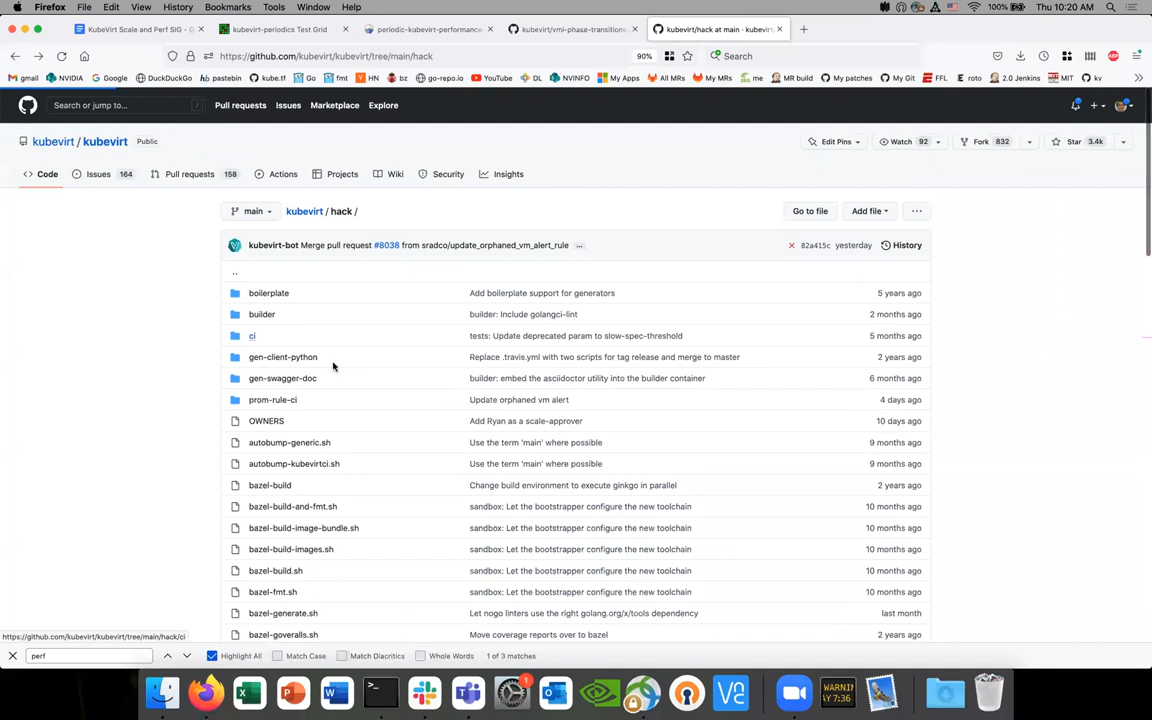 Firefox File Edit View History Bookmarks Tools Window Help 100% Thu 10:20 AM
KubeVirt Scale and Perf SIG - G
kubevirt-periodics Test Grid
periodic-kubevirt-performance-
kubevirt/vmi-phase-transitions.
kubevirt/hack at main · kubevirt
https://github.com/kubevirt/kubevirt/tree/main/hack 90% Search
gmail NVIDIA Google DuckDuckGo pastebin kube.tf Go fmt HN bz go-repo.io YouTube DL NVINFO My Apps All MRs My MRs me MR build My patches My Git FFL eroto 2.0 Jenkins MIT kv
Search or jump to... / Pull requests Issues Marketplace Explore
kubevirt / kubevirt Public Edit Pins Watch 92 Fork 832 Star 3.4k
Code Issues 164 Pull requests 158 Actions Projects Wiki Security Insights
main kubevirt / hack / Go to file Add file ...
kubevirt-bot Merge pull request #8038 from sradco/update_orphaned_vm_alert_rule ... 82a415c yesterday History
..
boilerplate Add boilerplate support for generators 5 years ago
builder builder: Include golangci-lint 2 months ago
ci tests: Update deprecated param to slow-spec-threshold 5 months ago
gen-client-python Replace .travis.yml with two scripts for tag release and merge to master 2 years ago
gen-swagger-doc builder: embed the asciidoctor utility into the builder container 6 months ago
prom-rule-ci Update orphaned vm alert 4 days ago
OWNERS Add Ryan as a scale-approver 10 days ago
autobump-generic.sh Use the term 'main' where possible 9 months ago
autobump-kubevirtci.sh Use the term 'main' where possible 9 months ago
bazel-build Change build environment to execute ginkgo in parallel 2 years ago
bazel-build-and-fmt.sh sandbox: Let the bootstrapper configure the new toolchain 10 months ago
bazel-build-image-bundle.sh sandbox: Let the bootstrapper configure the new toolchain 10 months ago
bazel-build-images.sh sandbox: Let the bootstrapper configure the new toolchain 10 months ago
bazel-build.sh sandbox: Let the bootstrapper configure the new toolchain 10 months ago
bazel-fmt.sh sandbox: Let the bootstrapper configure the new toolchain 10 months ago
bazel-generate.sh Let nogo linters use the right golang.org/x/tools dependency last month
bazel-goveralls.sh Move coverage reports over to bazel 2 years ago
https://github.com/kubevirt/kubevirt/tree/main/hack/ci
perf Highlight All Match Case Match Diacritics Whole Words 1 of 3 matches
1
WARNIN
AY 7:36